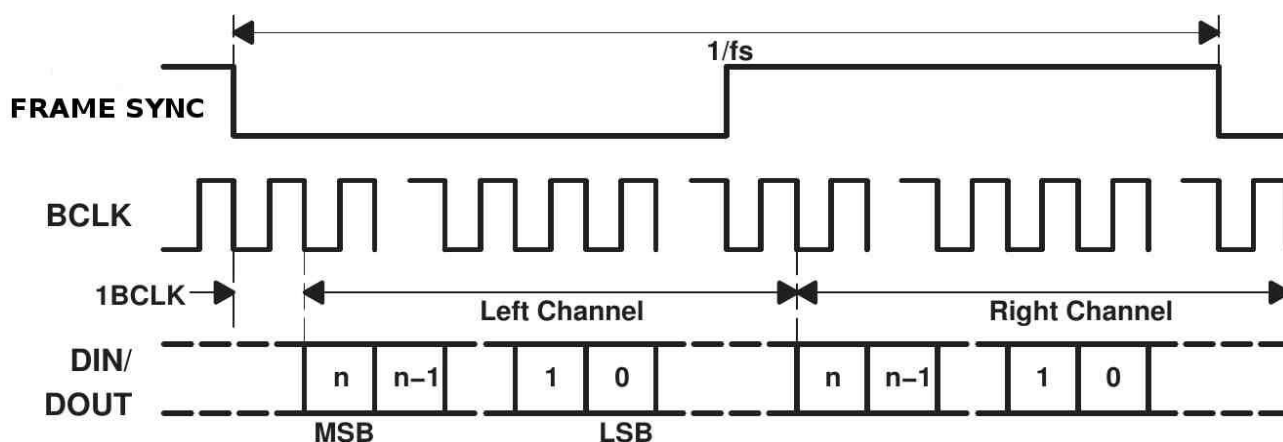 1/fs
FRAME SYNC
BCLK
1BCLK
Left Channel
Right Channel
DIN/
DOUT
n n−1 1 0 n n−1 1 0
MSB LSB